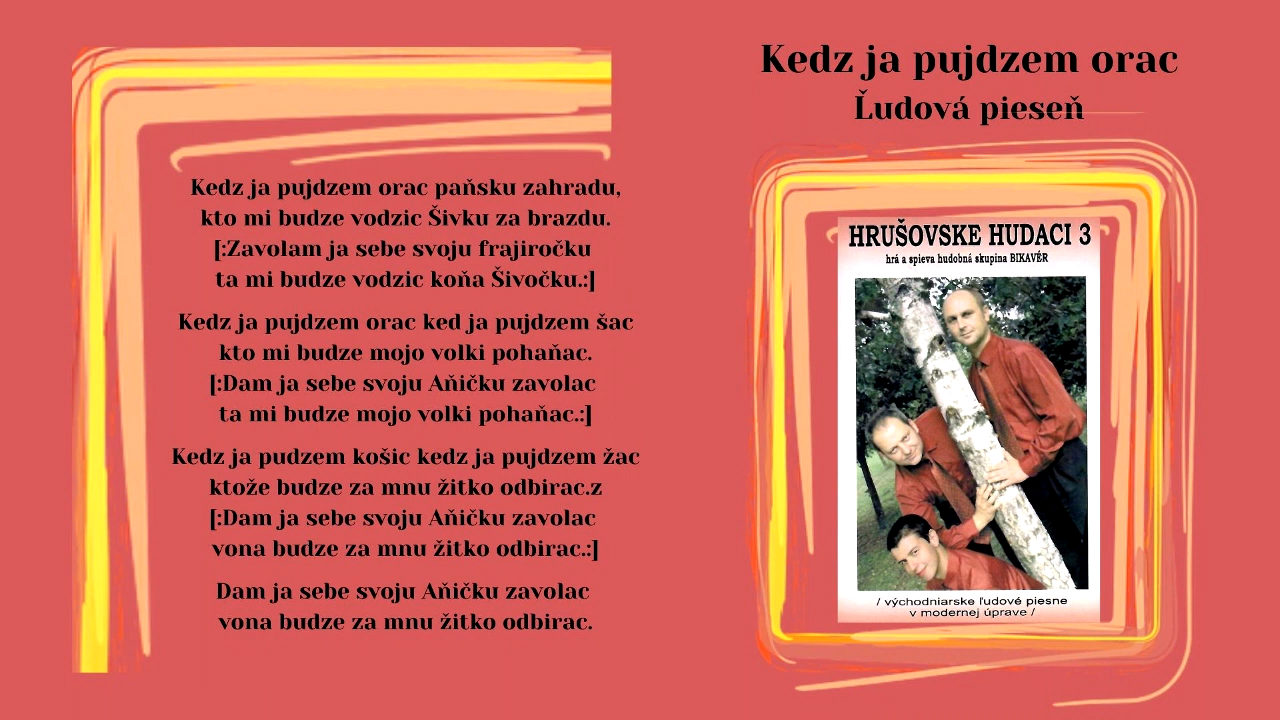 Kedz ja pujdzem orac paňsku zahradu,
kto mi budze vodzic Šivku za brazdu.
[:Zavolam ja sebe svoju frajiročku
ta mi budze vodzic koňa Šivočku.:]
Kedz ja pujdzem orac ked ja pujdzem šac
kto mi budze mojo volki pohaňac.
[:Dam ja sebe svoju Aňičku zavolac
ta mi budze mojo volki pohaňac.:]
Kedz ja pudzem košic kedz ja pujdzem žac
ktože budze za mnu žitko odbirac.z
[:Dam ja sebe svoju Aňičku zavolac
vona budze za mnu žitko odbirac.:]
Dam ja sebe svoju Aňičku zavolac
vona budze za mnu žitko odbirac.
Kedz ja pujdzem orac
Ľudová pieseň
HRUŠOVSKE HUDACI 3
hrá a spieva hudobná skupina BIKAVÉR
/ východniarske ľudové piesne
v modernej úprave /